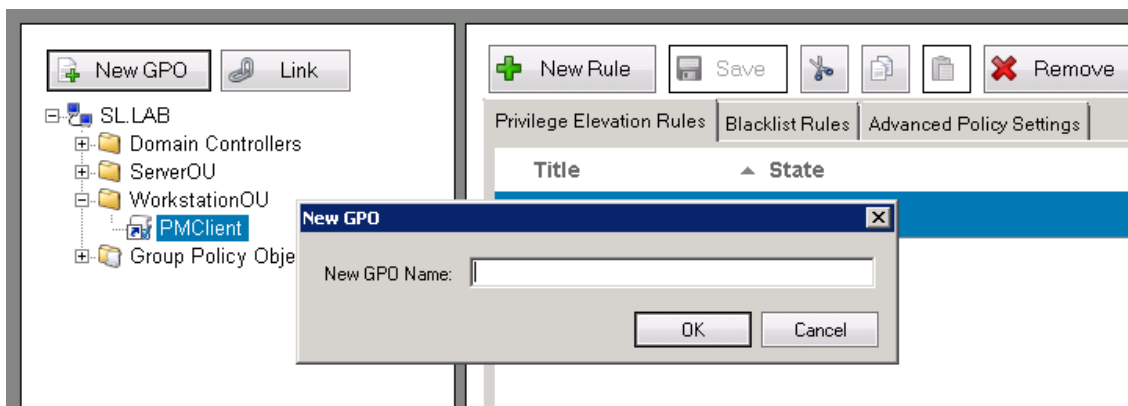 New GPO Link
New Rule Save Remove
SL.LAB
Domain Controllers
ServerOU
WorkstationOU
PMClient
Group Policy Obje
Privilege Elevation Rules Blacklist Rules Advanced Policy Settings
Title State
New GPO
New GPO Name:
OK Cancel